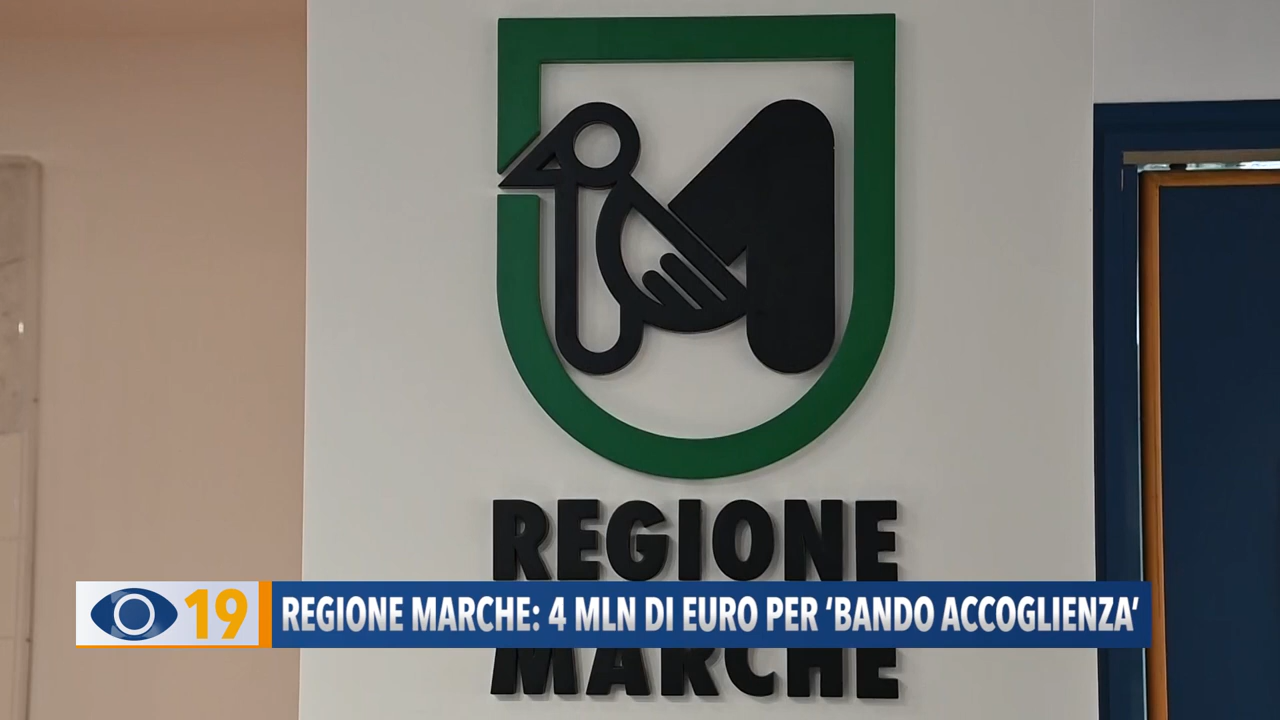 REGIONE
19 REGIONE MARCHE: 4 MLN DI EURO PER ‘BANDO ACCOGLIENZA’
MARCHE